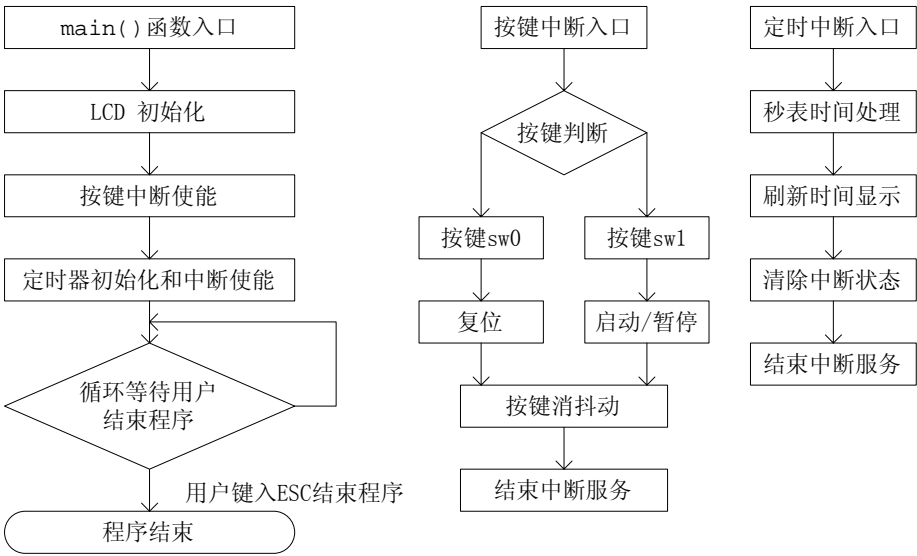 main()函数入口
LCD 初始化
按键中断使能
定时器初始化和中断使能
循环等待用户
结束程序
用户键入ESC结束程序
程序结束
按键中断入口
按键判断
按键sw0
按键sw1
复位
启动/暂停
按键消抖动
结束中断服务
定时中断入口
秒表时间处理
刷新时间显示
清除中断状态
结束中断服务